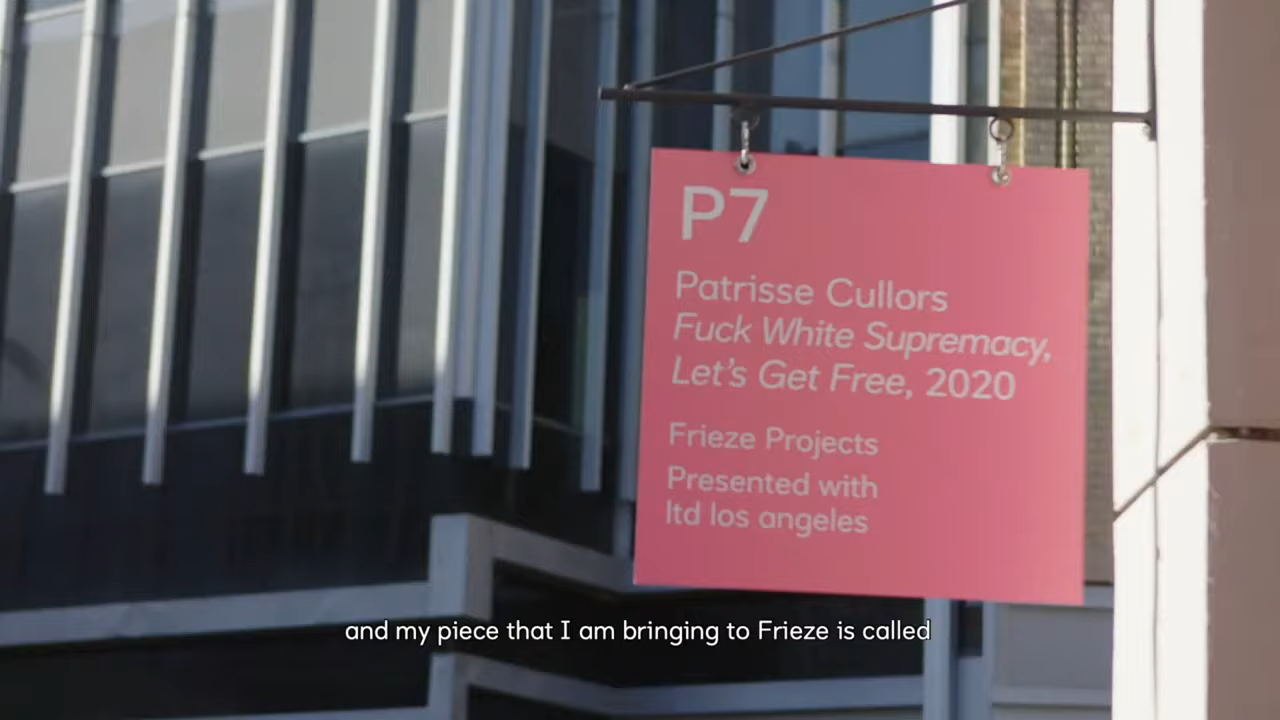 P7
Patrisse Cullors
Fuck White Supremacy,
Let's Get Free, 2020
Frieze Projects
Presented with
ltd los angeles
and my piece that I am bringing to Frieze is called